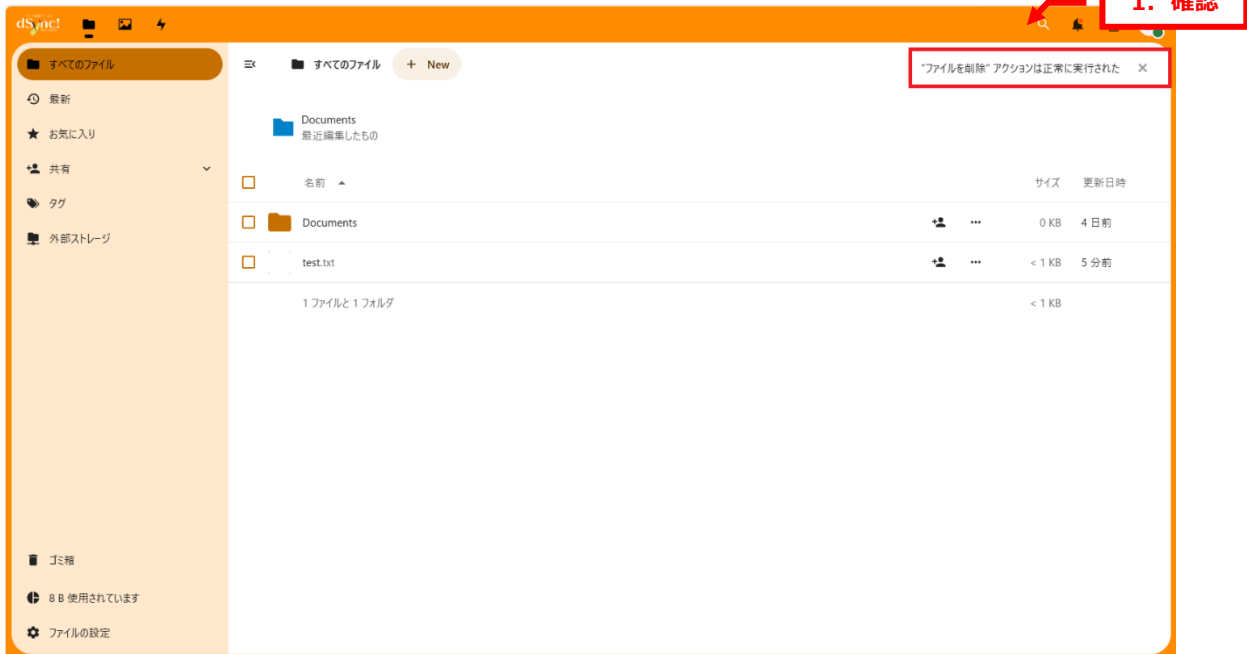 1. 確認
dSync!
すべてのファイル
すべてのファイル
+ New
"ファイルを削除" アクションは正常に実行された ×
最新
お気に入り
共有
タグ
外部ストレージ
Documents
最近編集したもの
名前
サイズ
更新日時
Documents
0 KB
4 日前
test.txt
< 1 KB
5 分前
1 ファイルと 1 フォルダ
< 1 KB
ゴミ箱
8 B 使用されています
ファイルの設定